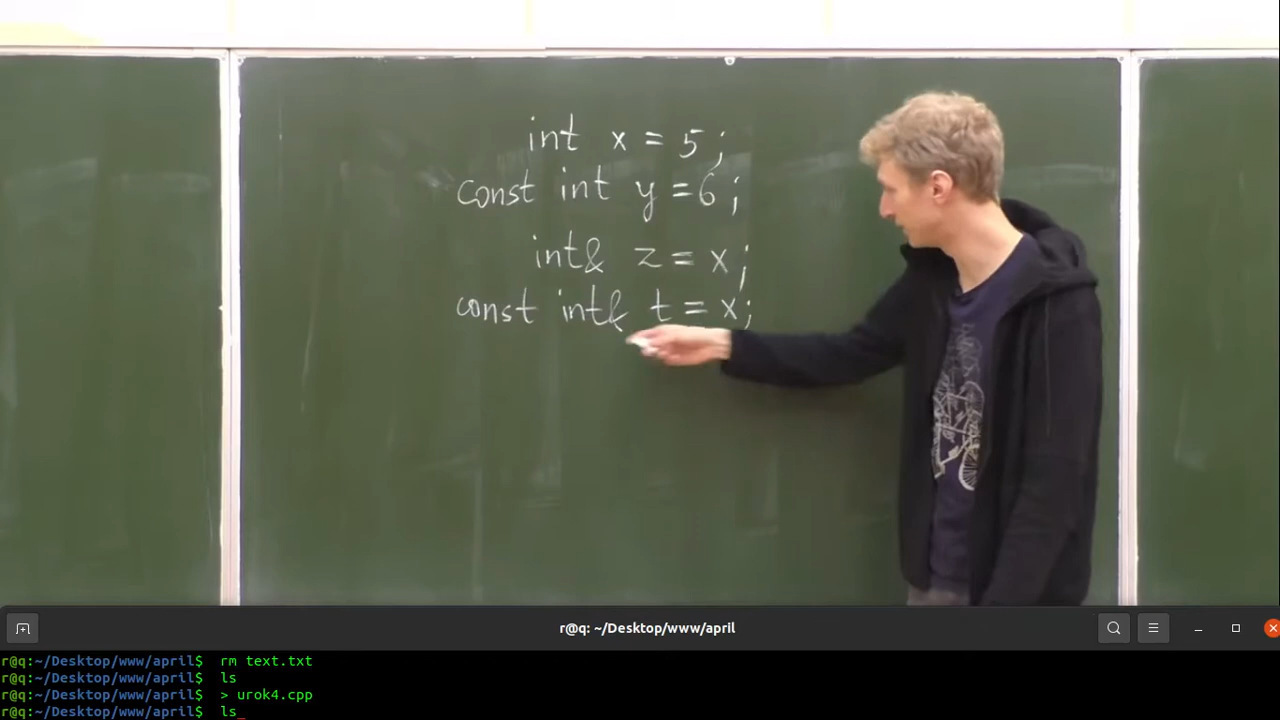 int x = 5;
const int y = 6;
int& z = x;
const int& t = x;
r@q: ~/Desktop/www/april
r@q:~/Desktop/www/april$ rm text.txt
r@q:~/Desktop/www/april$ ls
r@q:~/Desktop/www/april$ > urok4.cpp
r@q:~/Desktop/www/april$ ls_